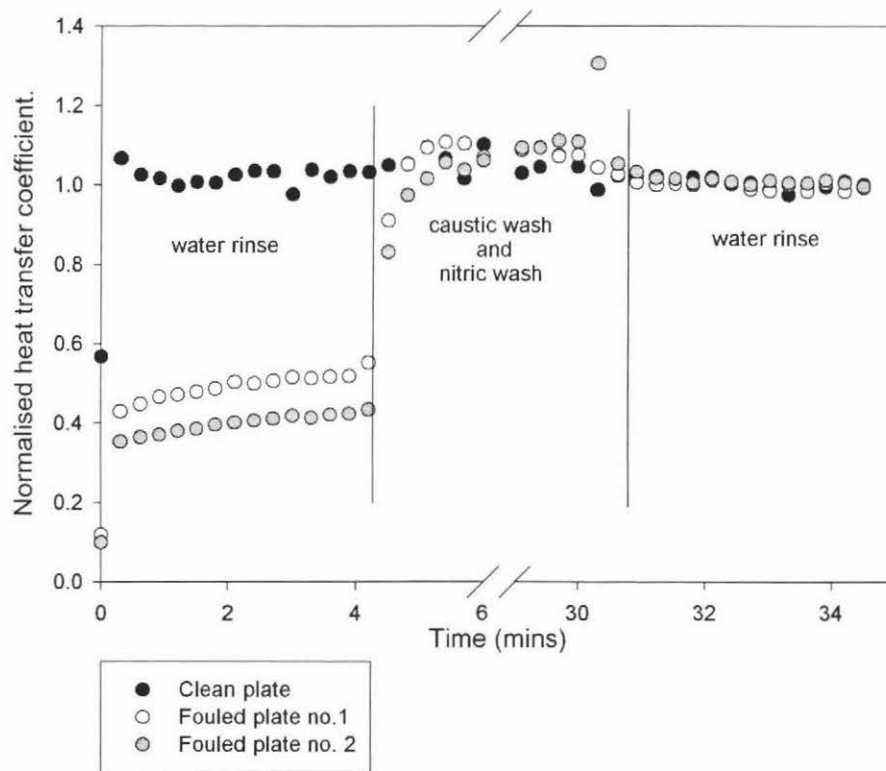 Normalised heat transfer coefficient.
1.4
1.2
1.0
0.8
0.6
0.4
0.2
0.0
water rinse
caustic wash
and
nitric wash
water rinse
0 2 4 6 30 32 34
Time (mins)
Clean plate
Fouled plate no.1
Fouled plate no. 2